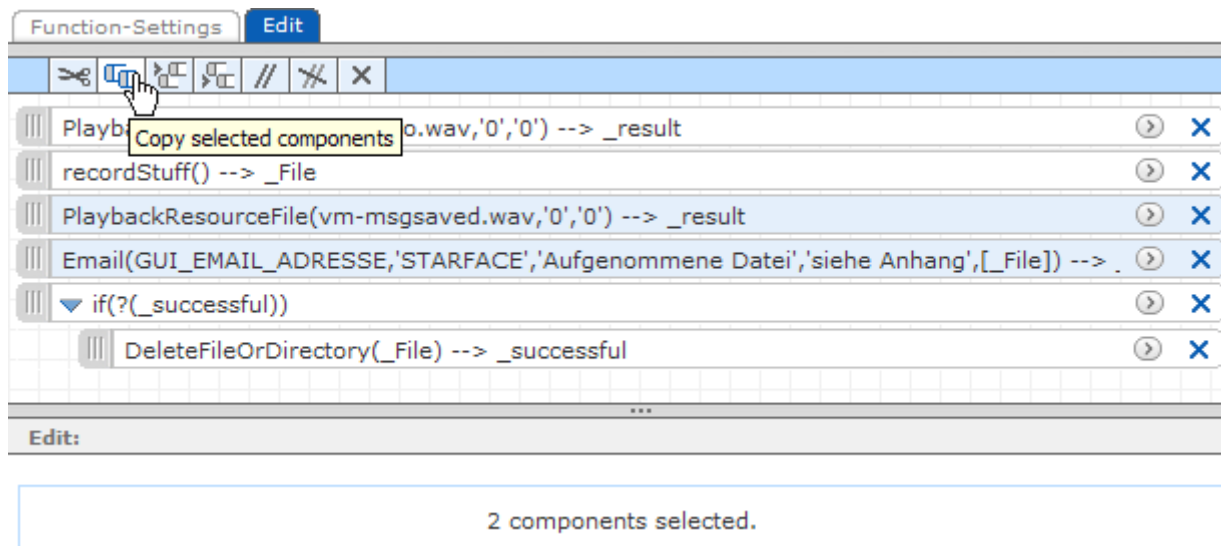 Function-Settings Edit
o.wav,'0','0') --> _result
Copy selected components
recordStuff() --> _File
PlaybackResourceFile(vm-msgsaved.wav,'0','0') --> _result
Email(GUI_EMAIL_ADRESSE,'STARFACE','Aufgenommene Datei','siehe Anhang',[_File]) --> _
if(?(_successful))
DeleteFileOrDirectory(_File) --> _successful
Edit:
2 components selected.